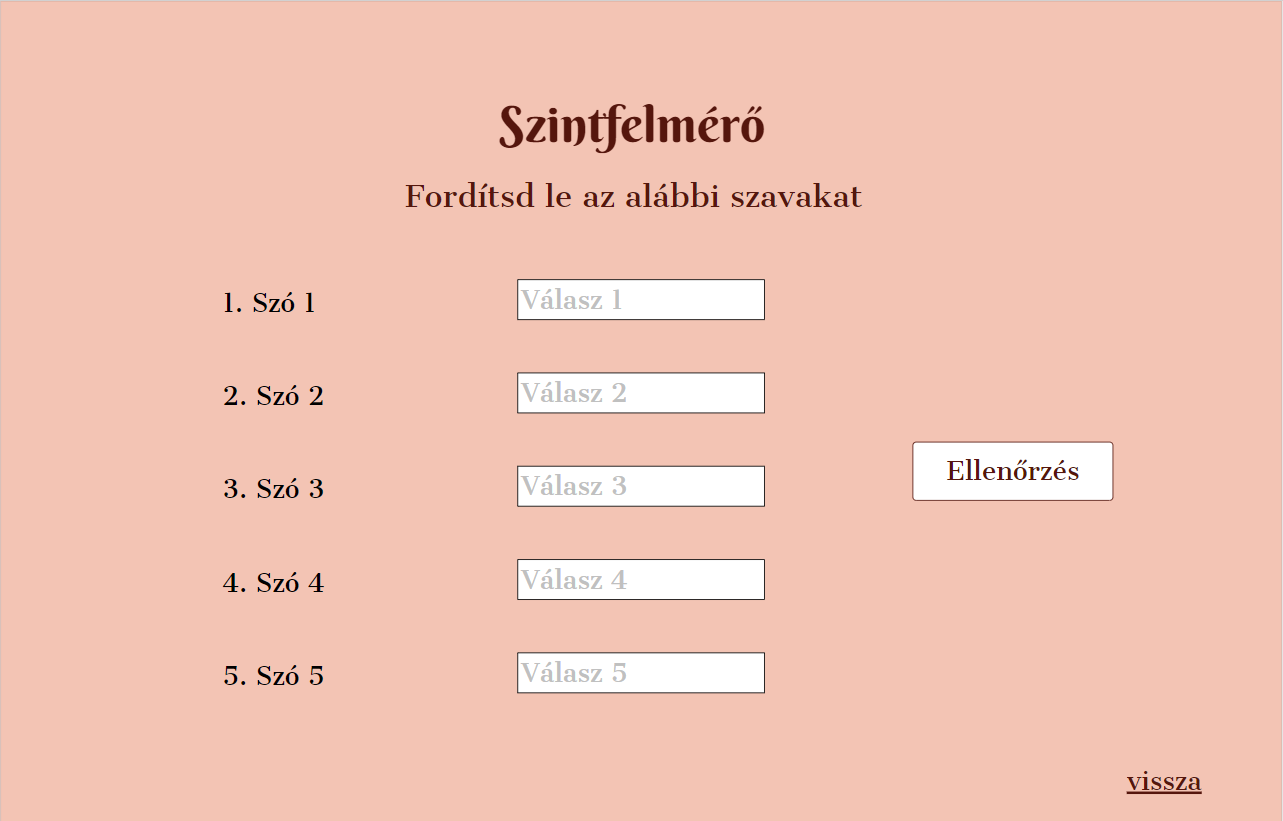 Szintfelmérő
Fordítsd le az alábbi szavakat
1. Szó 1
Válasz 1
2. Szó 2
Válasz 2
3. Szó 3
Válasz 3
Ellenőrzés
4. Szó 4
Válasz 4
5. Szó 5
Válasz 5
vissza